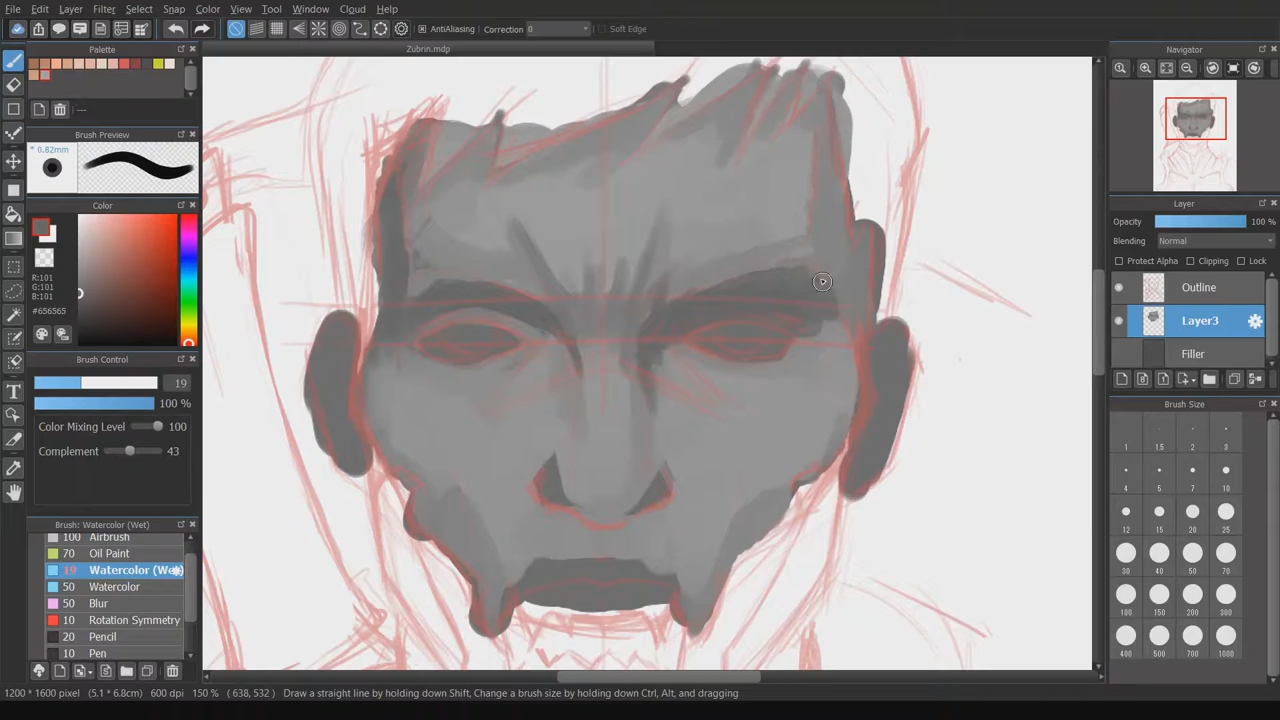 File Edit Layer Filter Select Snap Color View Tool Window Cloud Help
AntiAliasing Correction 0 Soft Edge
Palette
Zubrin.mdp
Navigator
---
Brush Preview
* 0.82mm
Color
R:101
G:101
B:101
#656565
Brush Control
19
100 %
Color Mixing Level 100
Complement 43
Brush: Watercolor (Wet)
100 Airbrush
70 Oil Paint
19 Watercolor (Wet)
50 Watercolor
50 Blur
10 Rotation Symmetry
20 Pencil
10 Pen
Layer
Opacity 100 %
Blending Normal
Protect Alpha Clipping Lock
Outline
Layer3
Filler
Brush Size
1 1.5 2 3
4 5 7 10
12 15 20 25
30 40 50 70
100 150 200 300
400 500 700 1000
1200 * 1600 pixel (5.1 * 6.8cm) 600 dpi 150 % ( 638, 532 ) Draw a straight line by holding down Shift, Change a brush size by holding down Ctrl, Alt, and dragging